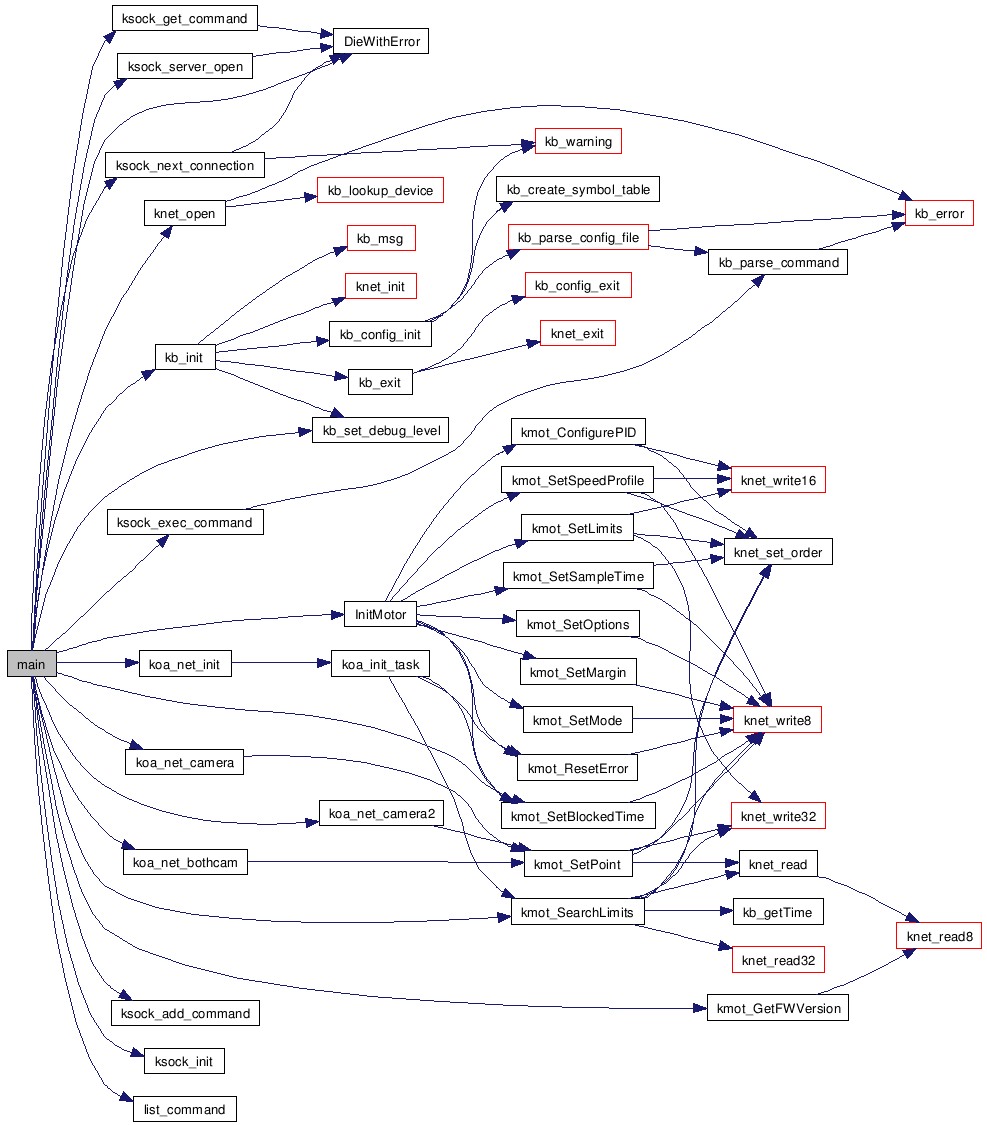 ksock_get_command
DieWithError
ksock_server_open
kb_warning
ksock_next_connection
kb_lookup_device
kb_create_symbol_table
knet_open
kb_error
kb_msg
kb_parse_config_file
kb_parse_command
knet_init
kb_config_exit
kb_config_init
knet_exit
kb_init
kb_exit
kb_set_debug_level
kmot_ConfigurePID
kmot_SetSpeedProfile
knet_write16
ksock_exec_command
kmot_SetLimits
knet_set_order
kmot_SetSampleTime
InitMotor
kmot_SetOptions
main
koa_net_init
koa_init_task
kmot_SetMargin
kmot_SetMode
knet_write8
koa_net_camera
kmot_ResetError
koa_net_camera2
kmot_SetBlockedTime
knet_write32
koa_net_bothcam
kmot_SetPoint
knet_read
kmot_SearchLimits
kb_getTime
knet_read8
knet_read32
ksock_add_command
kmot_GetFWVersion
ksock_init
list_command